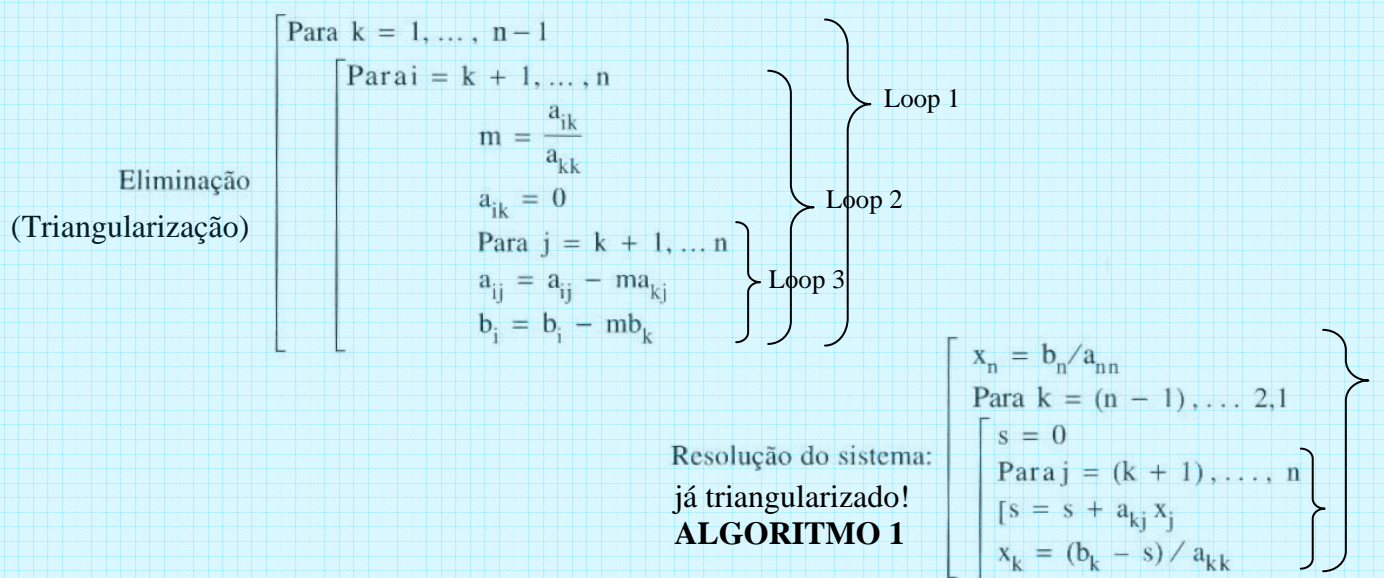 Para k = 1, ... , n − 1
Para i = k + 1, ... , n
Loop 1
m = a_ik / a_kk
Eliminação
(Triangularização)
a_ik = 0
Loop 2
Para j = k + 1, ... n
a_ij = a_ij − ma_kj
Loop 3
b_i = b_i − mb_k
x_n = b_n/a_nn
Para k = (n − 1) , ... 2,1
s = 0
Resolução do sistema:
Para j = (k + 1) , ... , n
já triangularizado!
[s = s + a_kj x_j
ALGORITMO 1
x_k = (b_k − s) / a_kk